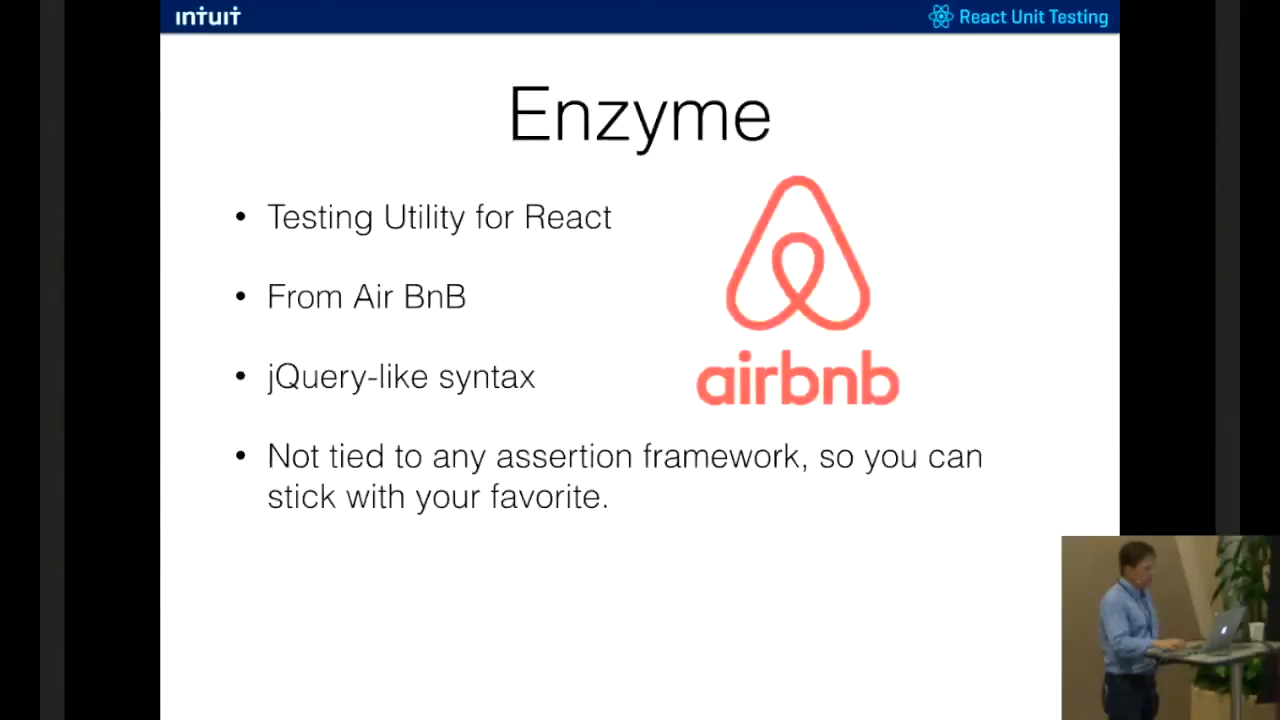 ıntuıt
React Unit Testing
Enzyme
• Testing Utility for React
• From Air BnB
• jQuery-like syntax
airbnb
• Not tied to any assertion framework, so you can
stick with your favorite.